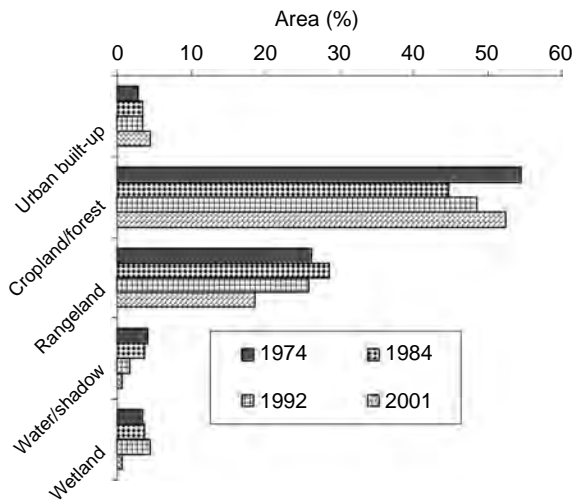 Area (%)
0 10 20 30 40 50 60
Urban built-up
Cropland/forest
Rangeland
Water/shadow
Wetland
1974 1984
1992 2001